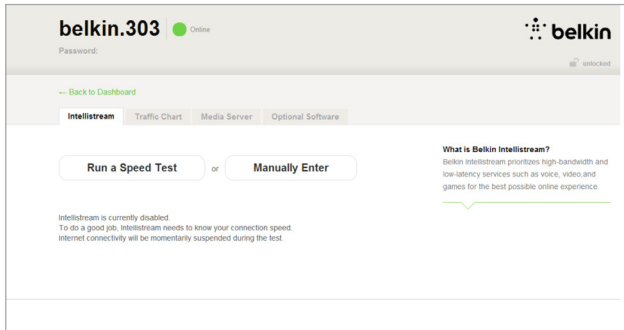 belkin.303 Online
Password:
belkin
unlocked
← Back to Dashboard
Intellistream Traffic Chart Media Server Optional Software
Run a Speed Test or Manually Enter
What is Belkin Intellistream?
Belkin Intellistream prioritizes high-bandwidth and
low-latency services such as voice, video,and
games for the best possible online experience.
Intellistream is currently disabled.
To do a good job, Intellistream needs to know your connection speed.
Internet connectivity will be momentarily suspended during the test.